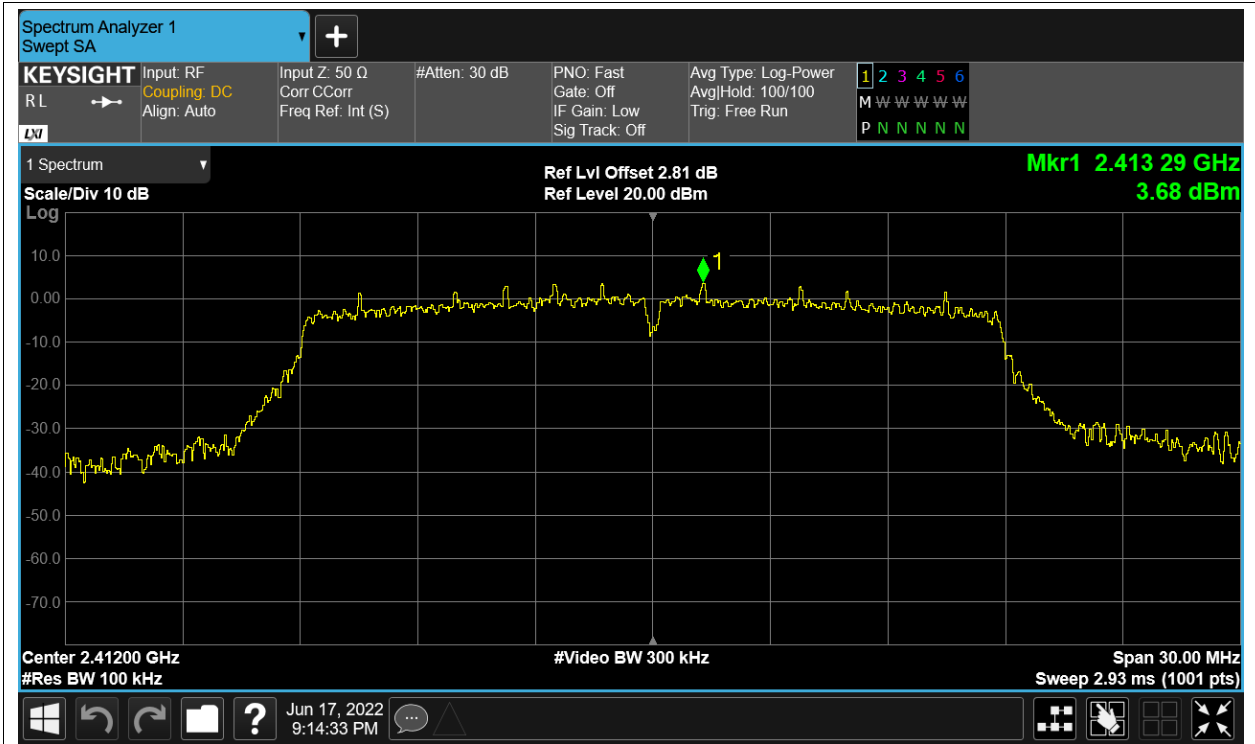 Spectrum Analyzer 1
Swept SA
KEYSIGHT
R L
LXI
Input: RF
Coupling: DC
Align: Auto
Input Z: 50 Ω
Corr CCorr
Freq Ref: Int (S)
#Atten: 30 dB
PNO: Fast
Gate: Off
IF Gain: Low
Sig Track: Off
Avg Type: Log-Power
Avg|Hold: 100/100
Trig: Free Run
1 2 3 4 5 6
M W W W W W
P N N N N N
1 Spectrum
Scale/Div 10 dB
Log
Ref Lvl Offset 2.81 dB
Ref Level 20.00 dBm
Mkr1 2.413 29 GHz
3.68 dBm
1
10.0
0.00
-10.0
-20.0
-30.0
-40.0
-50.0
-60.0
-70.0
Center 2.41200 GHz
#Res BW 100 kHz
#Video BW 300 kHz
Span 30.00 MHz
Sweep 2.93 ms (1001 pts)
?
Jun 17, 2022
9:14:33 PM